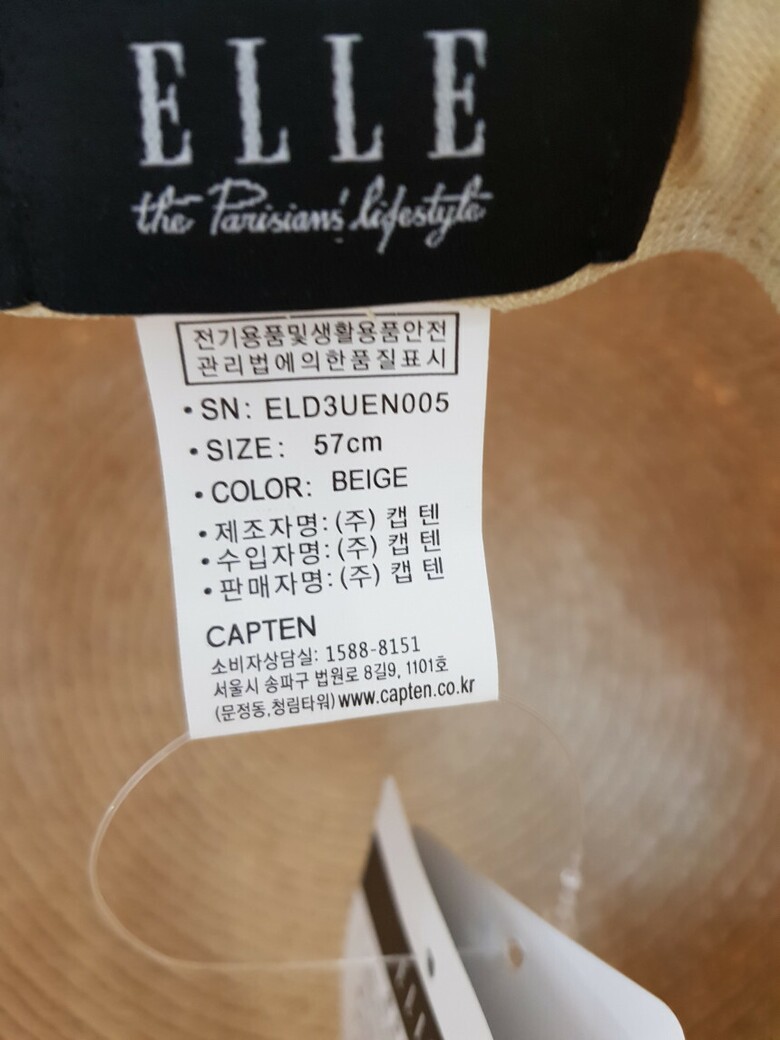 ELLE
the Parisians' lifestyle
전기용품및생활용품안전
관리법에의한품질표시
• SN: ELD3UEN005
• SIZE: 57cm
• COLOR: BEIGE
• 제조자명: (주) 캡 텐
• 수입자명: (주) 캡 텐
• 판매자명: (주) 캡 텐
CAPTEN
소비자상담실: 1588-8151
서울시 송파구 법원로 8길9, 1101호
(문정동,청림타워) www.capten.co.kr